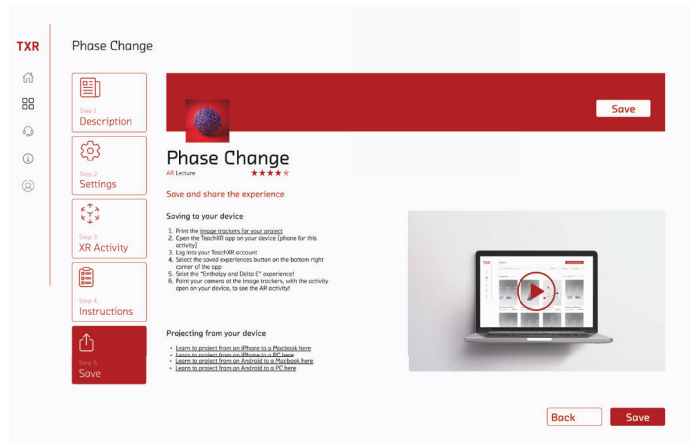 TXR
Phase Change
Step 1
Description
Step 2
Settings
Step 3
XR Activity
Step 4
Instructions
Step 5
Save
Save
Phase Change
AR Lecture
Save and share the experience
Saving to your device
1. Print the image trackers for your project
2. Open the TeachXR app on your device (phone for this
activity)
3. Log into your TeachXR account
4. Select the saved experiences button on the bottom right
corner of the app
5. Selet the "Enthalpy and Delta E" experience!
6. Point your camera at the image trackers, with the activity
open on your device, to see the AR activity!
Projecting from your device
• Learn to project from an iPhone to a Macbook here
• Learn to project from an iPhone to a PC here
• Learn to project from an Android to a Macbook here
• Learn to project from an Android to a PC here
TXR
Back
Save